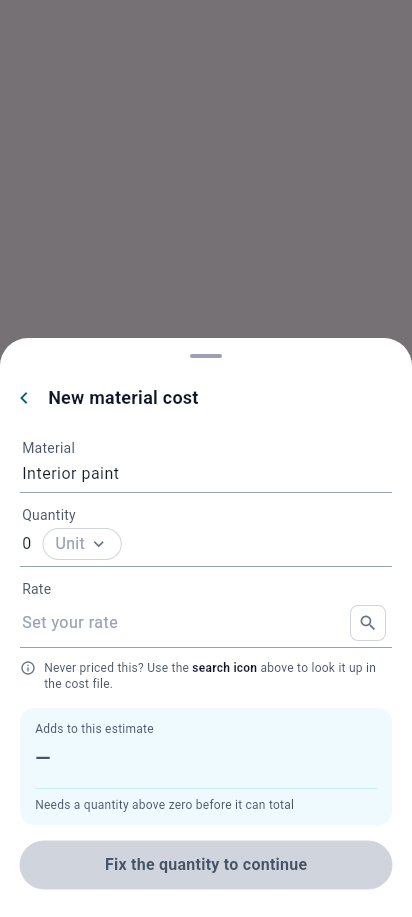 New material cost
Material
Interior paint
Quantity
0 Unit
Rate
Set your rate
Never priced this? Use the search icon above to look it up in
the cost file.
Adds to this estimate
—
Needs a quantity above zero before it can total
Fix the quantity to continue